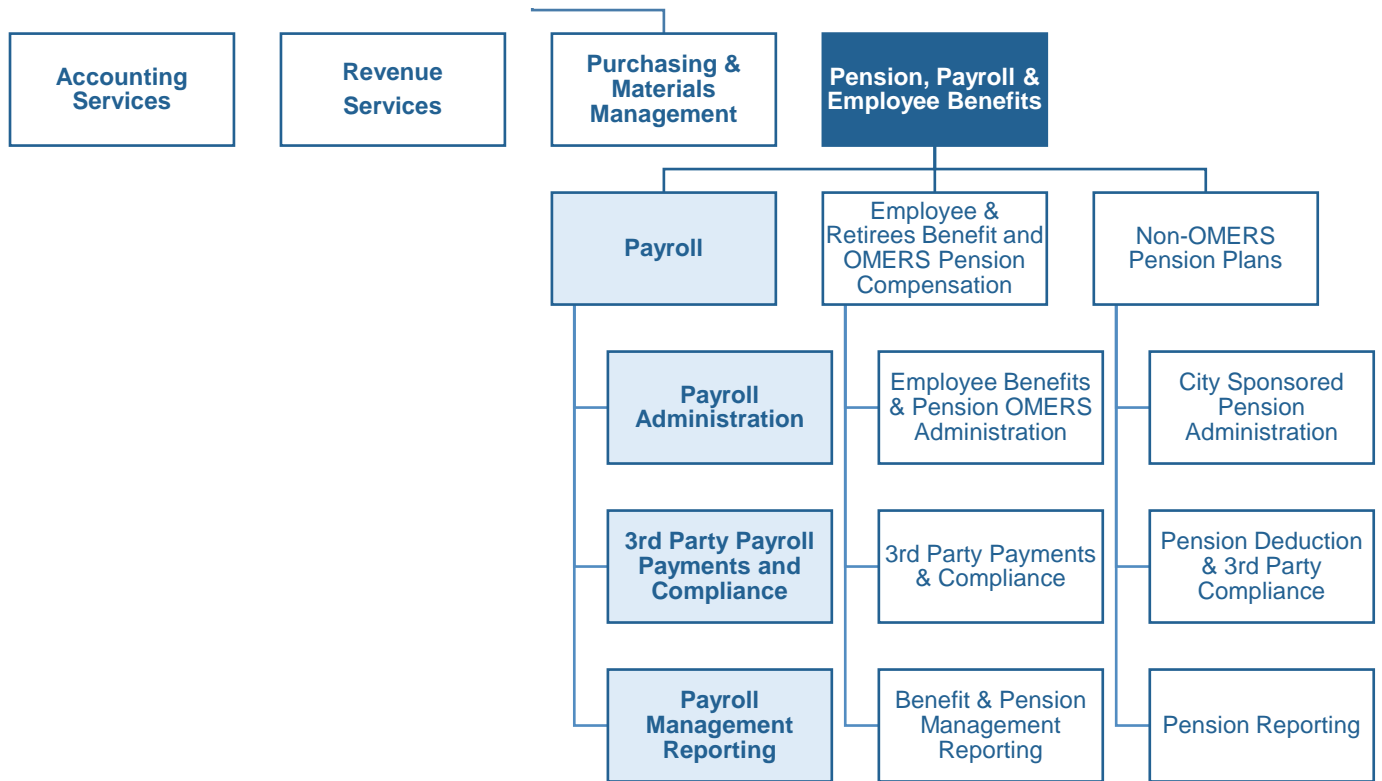 Accounting
Services
Revenue
Services
Purchasing &
Materials
Management
Pension, Payroll &
Employee Benefits
Payroll
Employee &
Retirees Benefit and
OMERS Pension
Compensation
Non-OMERS
Pension Plans
Payroll
Administration
Employee Benefits
& Pension OMERS
Administration
City Sponsored
Pension
Administration
3rd Party Payroll
Payments and
Compliance
3rd Party Payments
& Compliance
Pension Deduction
& 3rd Party
Compliance
Payroll
Management
Reporting
Benefit & Pension
Management
Reporting
Pension Reporting